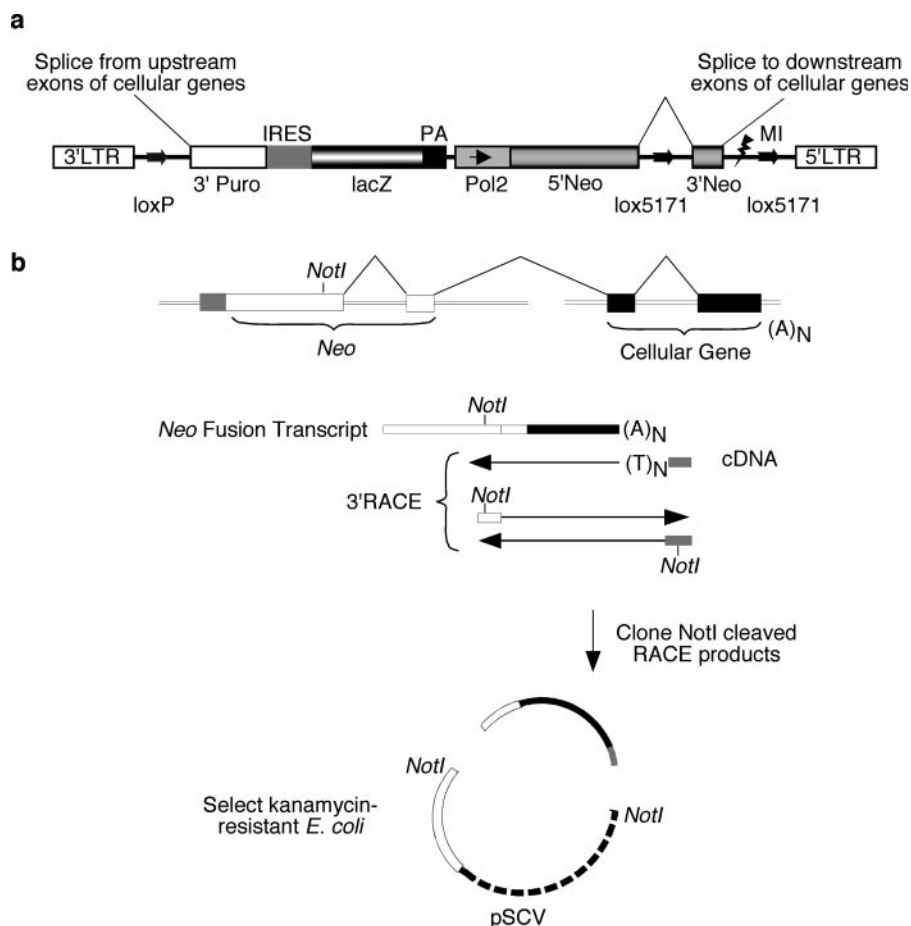 a
Splice from upstream
exons of cellular genes
Splice to downstream
exons of cellular genes
IRES
PA
MI
3'LTR
5'LTR
3' Puro
lacZ
Pol2
5'Neo
3'Neo
loxP
lox5171
lox5171
b
NotI
Neo
Cellular Gene
(A)N
NotI
Neo Fusion Transcript
(A)N
(T)N
cDNA
3'RACE
NotI
NotI
Clone NotI cleaved
RACE products
NotI
NotI
Select kanamycin-
resistant E. coli
pSCV